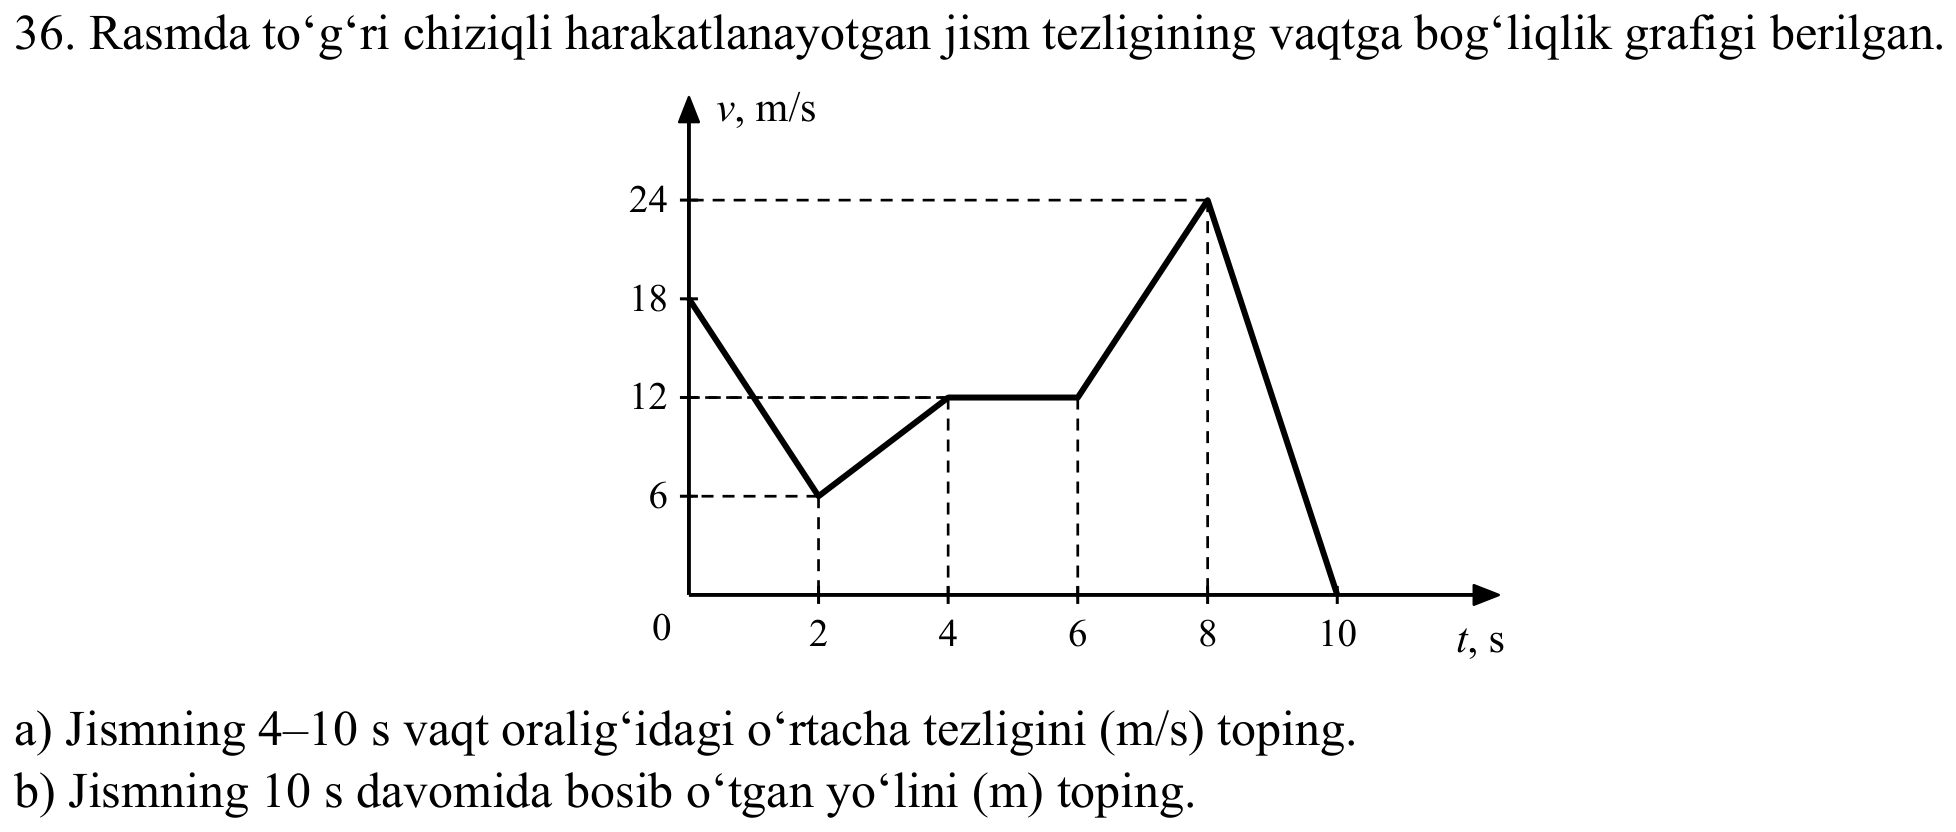 36. Rasmda to‘g‘ri chiziqli harakatlanayotgan jism tezligining vaqtga bog‘liqlik grafigi berilgan.
v, m/s
24
18
12
6
0
2 4 6 8 10 t, s
a) Jismning 4–10 s vaqt oralig‘idagi o‘rtacha tezligini (m/s) toping.
b) Jismning 10 s davomida bosib o‘tgan yo‘lini (m) toping.